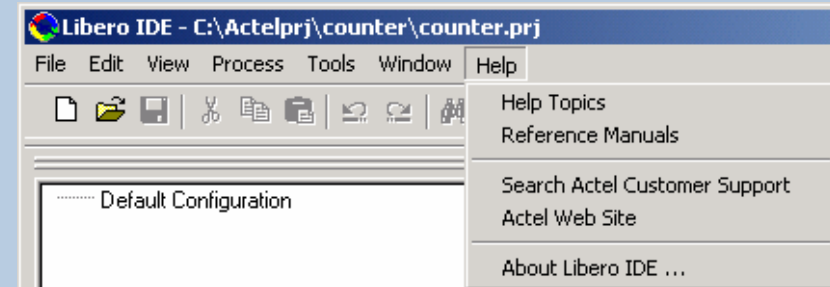 Libero IDE - C:\Actelprj\counter\counter.prj
File Edit View Process Tools Window Help
Help Topics
Reference Manuals
Default Configuration
Search Actel Customer Support
Actel Web Site
About Libero IDE ...